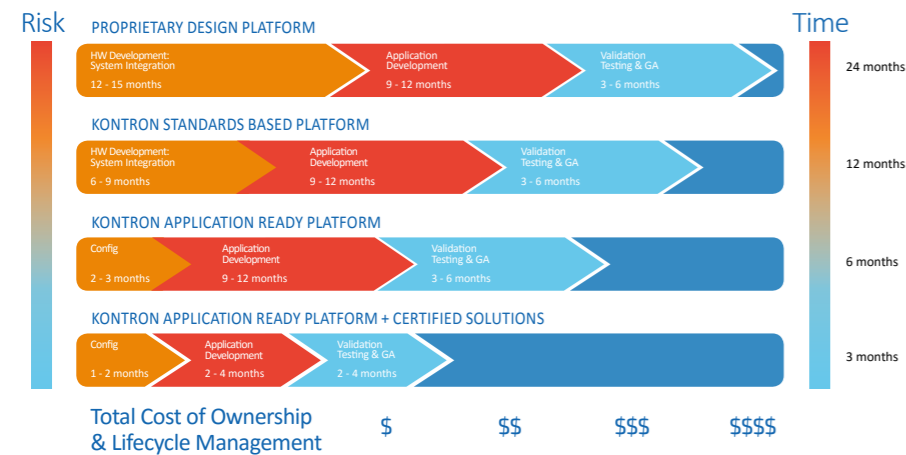 Risk
Time
PROPRIETARY DESIGN PLATFORM
HW Development:
System Integration
12 - 15 months
Application
Development
9 - 12 months
Validation
Testing & GA
3 - 6 months
24 months
KONTRON STANDARDS BASED PLATFORM
HW Development:
System Integration
6 - 9 months
Application
Development
9 - 12 months
Validation
Testing & GA
3 - 6 months
12 months
KONTRON APPLICATION READY PLATFORM
Config
2 - 3 months
Application
Development
9 - 12 months
Validation
Testing & GA
3 - 6 months
6 months
KONTRON APPLICATION READY PLATFORM + CERTIFIED SOLUTIONS
Config
1 - 2 months
Application
Development
2 - 4 months
Validation
Testing & GA
2 - 4 months
3 months
Total Cost of Ownership
& Lifecycle Management
$ $$ $$$ $$$$